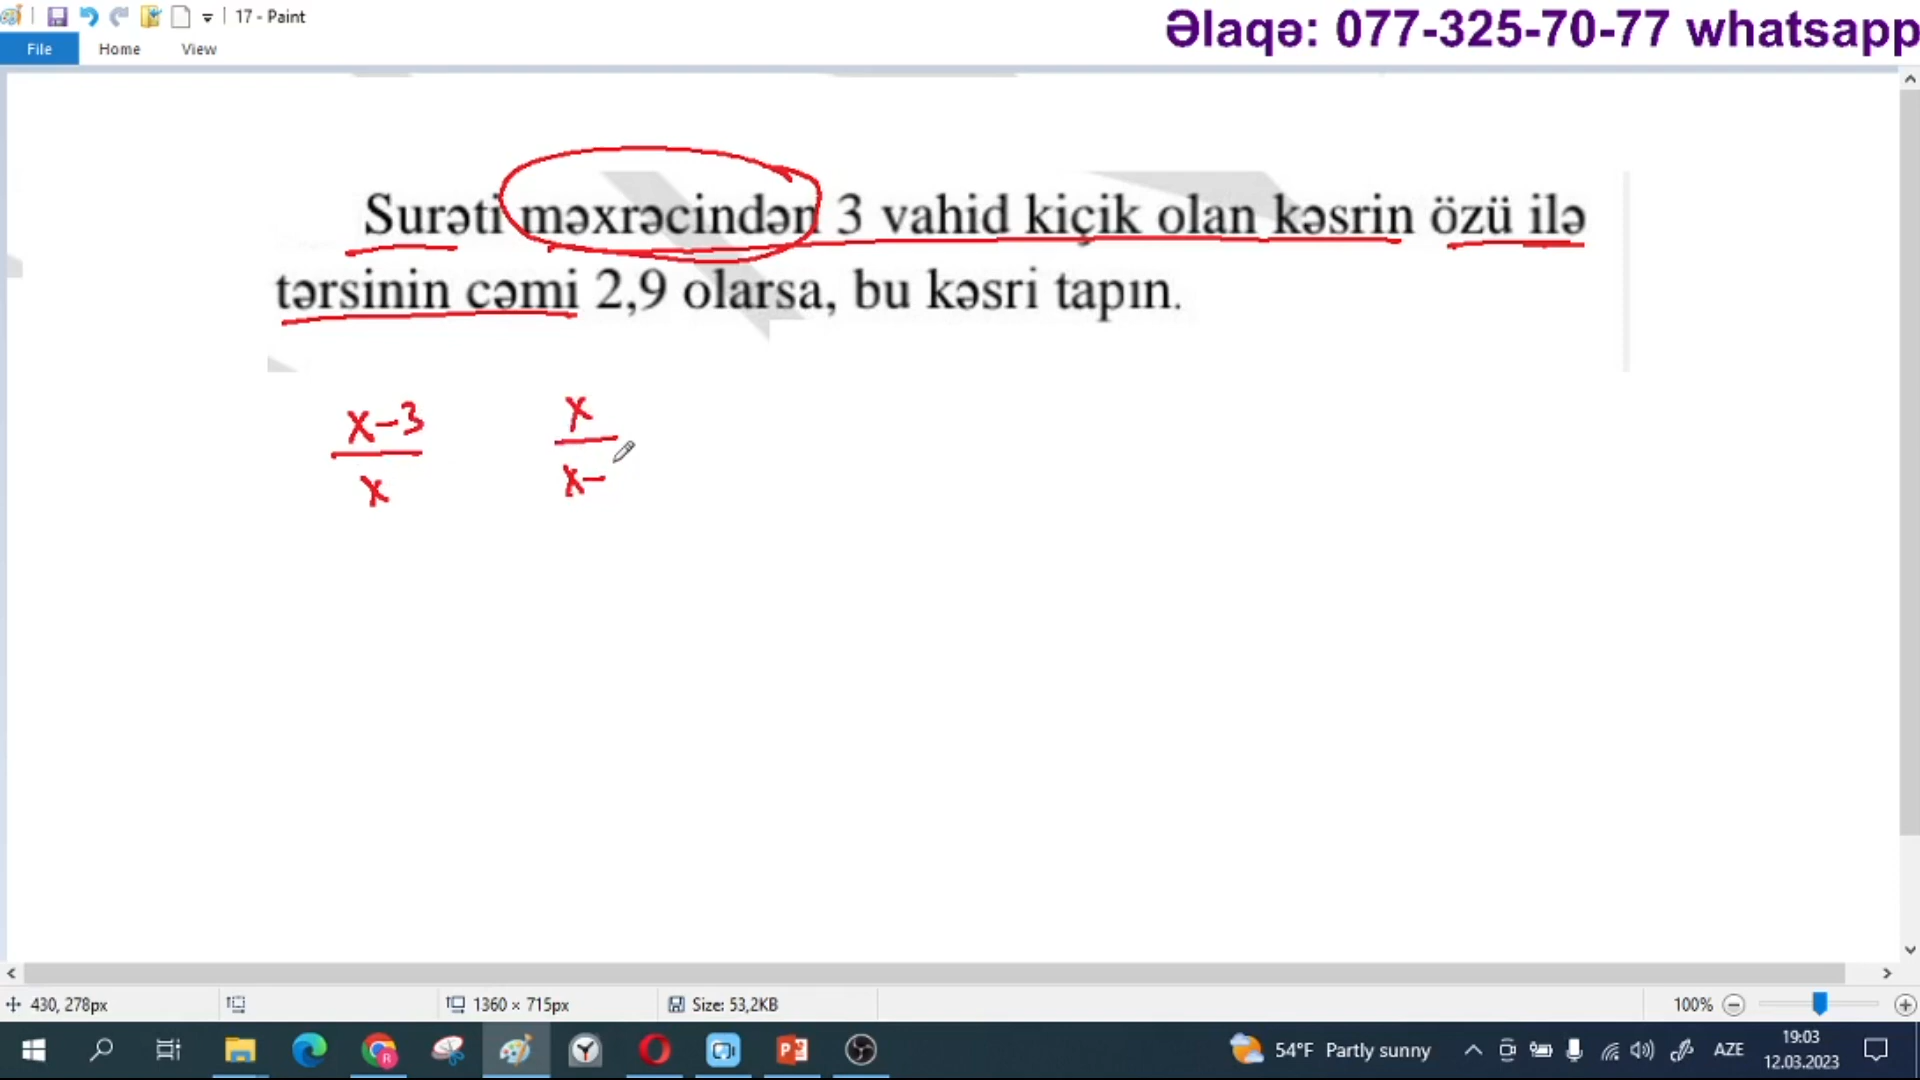 17 - Paint
Əlaqə: 077-325-70-77 whatsapp
File Home View
Surəti məxrəcindən 3 vahid kiçik olan kəsrin özü ilə
tərsinin cəmi 2,9 olarsa, bu kəsri tapın.
x-3
x
x
x-
430, 278px
1360 × 715px
Size: 53,2KB
100%
54°F Partly sunny
AZE
19:03
12.03.2023